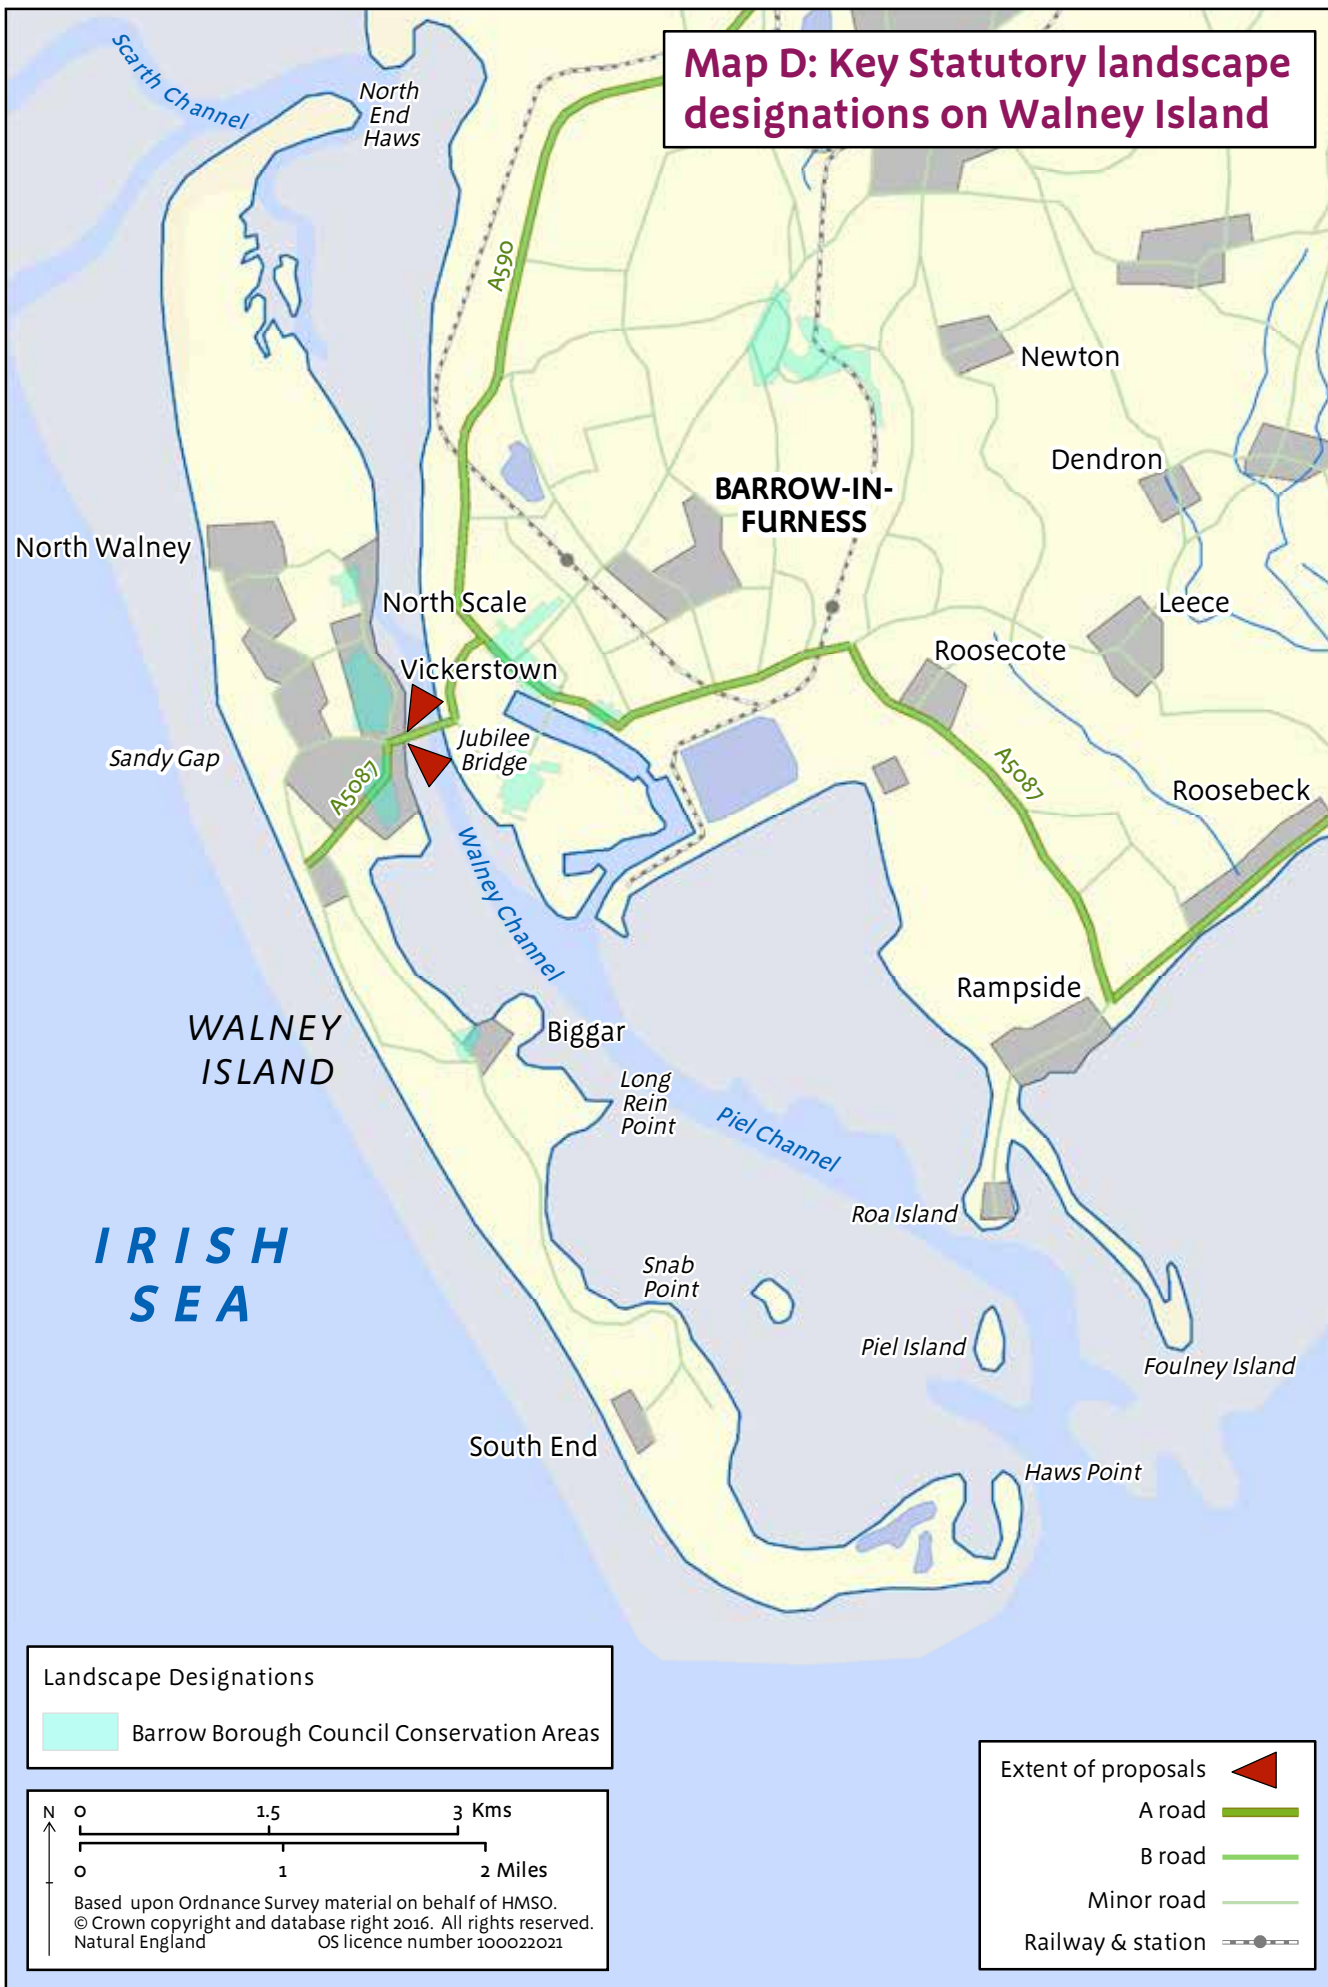 Map D: Key Statutory landscape
designations on Walney Island
Scarth Channel
North
End
Haws
A590
Newton
Dendron
BARROW-IN-
FURNESS
North Walney
North Scale
Leece
Vickerstown
Roosecote
Sandy Gap
Jubilee
Bridge
A5087
A5087
Roosebeck
Walney Channel
Rampside
WALNEY
ISLAND
Biggar
Long
Rein
Point
Piel Channel
Roa Island
IRISH
SEA
Snab
Point
Piel Island
Foulney Island
South End
Haws Point
Landscape Designations
Barrow Borough Council Conservation Areas
N
0 1.5 3 Kms
0 1 2 Miles
Based upon Ordnance Survey material on behalf of HMSO.
© Crown copyright and database right 2016. All rights reserved.
Natural England OS licence number 100022021
Extent of proposals
A road
B road
Minor road
Railway & station